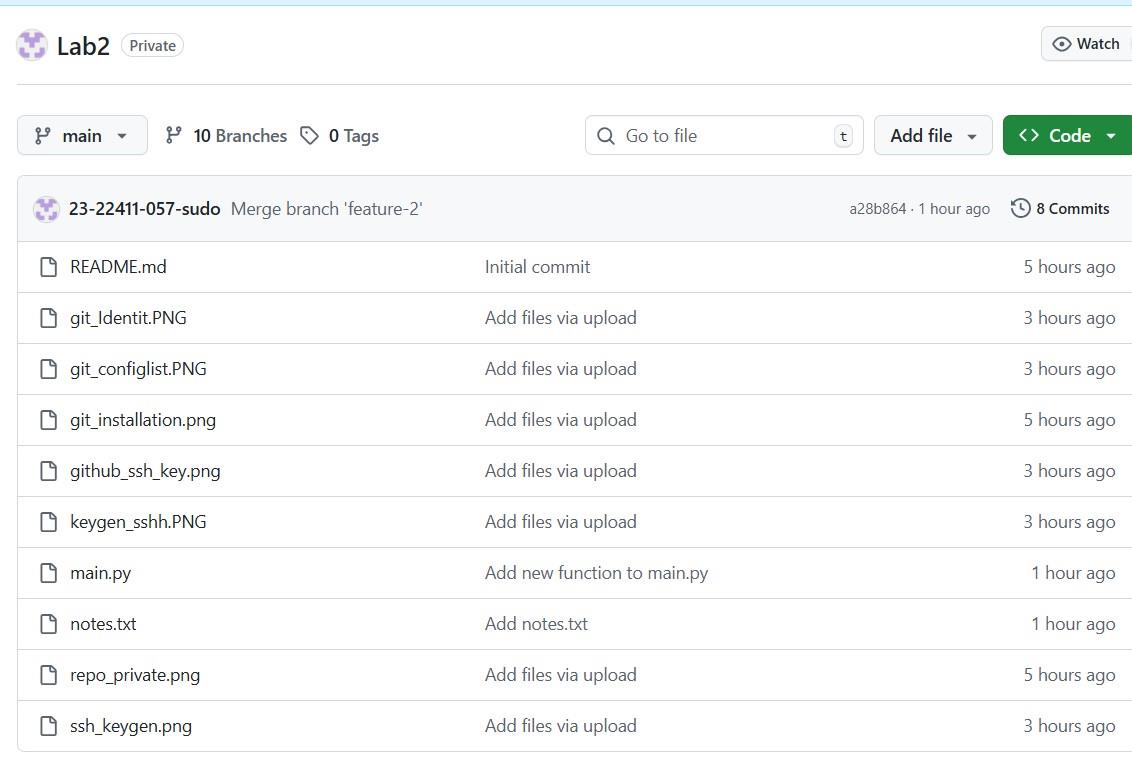 Lab2 Private Watch
main 10 Branches 0 Tags Go to file t Add file Code
23-22411-057-sudo Merge branch 'feature-2' a28b864 · 1 hour ago 8 Commits
README.md Initial commit 5 hours ago
git_Identit.PNG Add files via upload 3 hours ago
git_configlist.PNG Add files via upload 3 hours ago
git_installation.png Add files via upload 5 hours ago
github_ssh_key.png Add files via upload 3 hours ago
keygen_sshh.PNG Add files via upload 3 hours ago
main.py Add new function to main.py 1 hour ago
notes.txt Add notes.txt 1 hour ago
repo_private.png Add files via upload 5 hours ago
ssh_keygen.png Add files via upload 3 hours ago